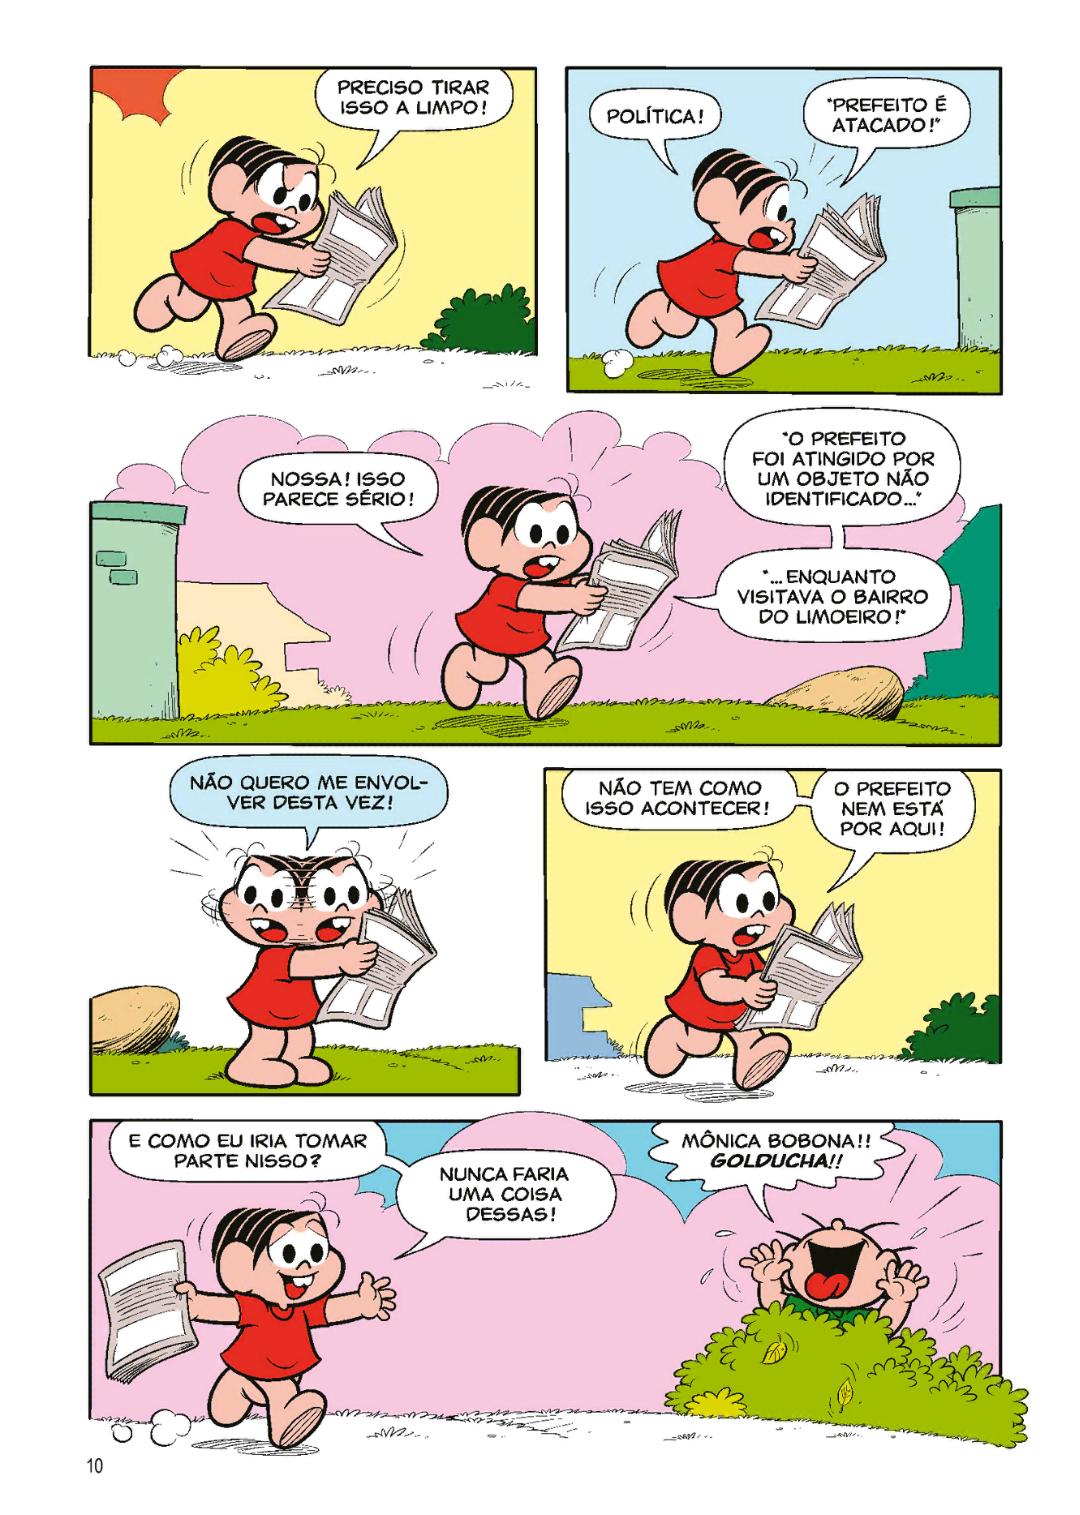 PRECISO TIRAR
ISSO A LIMPO!
POLÍTICA!
"PREFEITO É
ATACADO!"
NOSSA! ISSO
PARECE SÉRIO!
"O PREFEITO
FOI ATINGIDO POR
UM OBJETO NÃO
IDENTIFICADO..."
"...ENQUANTO
VISITAVA O BAIRRO
DO LIMOEIRO!"
NÃO QUERO ME ENVOL-
VER DESTA VEZ!
NÃO TEM COMO
ISSO ACONTECER!
O PREFEITO
NEM ESTÁ
POR AQUI!
E COMO EU IRIA TOMAR
PARTE NISSO?
NUNCA FARIA
UMA COISA
DESSAS!
MÔNICA BOBONA!!
GOLDUCHA!!
10